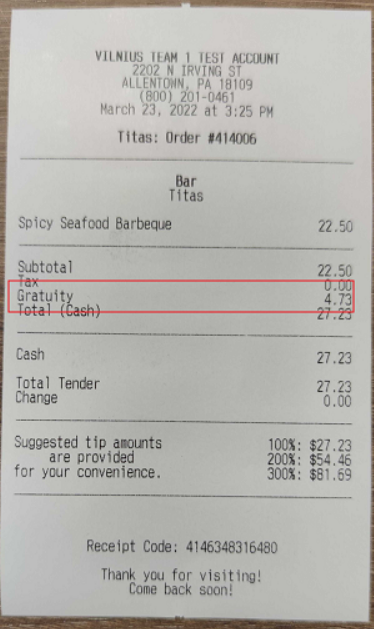 VILNIUS TEAM 1 TEST ACCOUNT
2202 N IRVING ST
ALLENTOWN, PA 18109
(800) 201-0461
March 23, 2022 at 3:25 PM
Titas: Order #414006
Bar
Titas
Spicy Seafood Barbeque 22.50
Subtotal 22.50
Tax 0.00
Gratuity 4.73
Total (Cash) 27.23
Cash 27.23
Total Tender 27.23
Change 0.00
Suggested tip amounts 100%: $27.23
are provided 200%: $54.46
for your convenience. 300%: $81.69
Receipt Code: 4146348316480
Thank you for visiting!
Come back soon!